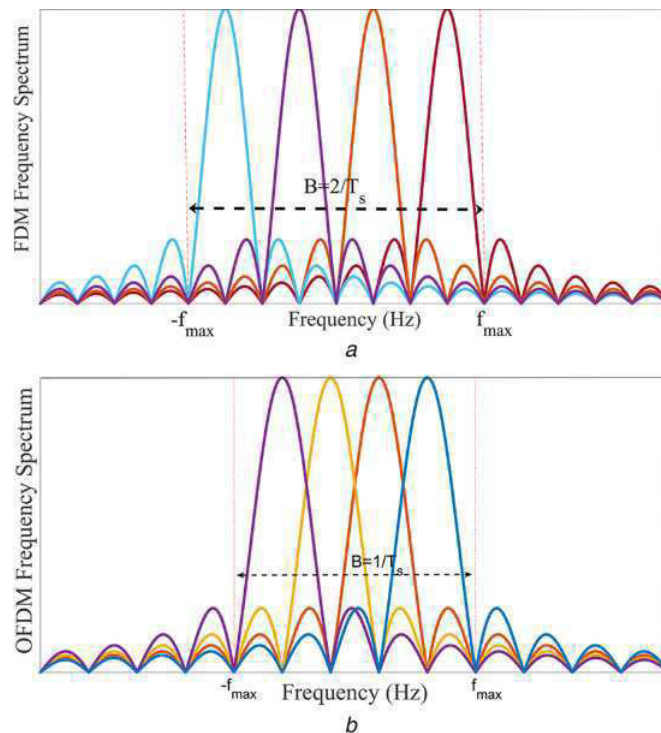 FDM Frequency Spectrum
B=2/Ts
-fmax
Frequency (Hz)
fmax
a
OFDM Frequency Spectrum
B=1/Ts
-fmax
Frequency (Hz)
fmax
b